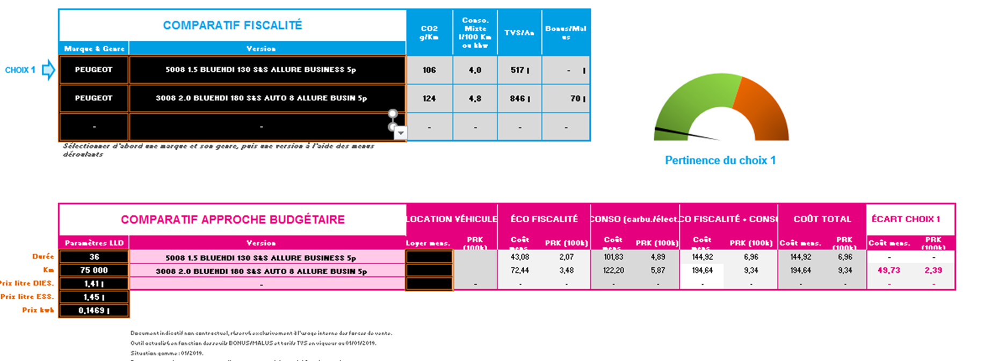 COMPARATIF FISCALITÉ
CO2 g/Km
Conso. Mixte l/100 Km ou khw
TVS/An
Bonus/Malus
Marque & Genre
Version
CHOIX 1
PEUGEOT
5008 1.5 BLUEHDI 130 S&S ALLURE BUSINESS 5p
106
4,0
517
-
PEUGEOT
3008 2.0 BLUEHDI 180 S&S AUTO 8 ALLURE BUSIN 5p
124
4,8
846
70
-
-
-
-
-
-
Sélectionner d'abord une marque et son genre, puis une version à l'aide des menus
déroulants
Pertinence du choix 1
COMPARATIF APPROCHE BUDGÉTAIRE
LOCATION VÉHICULE
ÉCO FISCALITÉ
CONSO (carbu./élect.
CO FISCALITÉ + CONSO
COÛT TOTAL
ÉCART CHOIX 1
Paramètres LLD
Version
Loyer mens.
PRK (100k)
Coût mens.
PRK (100k)
Coût mens.
PRK (100k)
Coût mens.
PRK (100k)
Coût mens.
PRK (100k)
Coût mens.
PRK (100k)
Durée
36
5008 1.5 BLUEHDI 130 S&S ALLURE BUSINESS 5p
43,08
2,07
101,83
4,89
144,92
6,96
144,92
6,96
-
-
Km
75 000
3008 2.0 BLUEHDI 180 S&S AUTO 8 ALLURE BUSIN 5p
72,44
3,48
122,20
5,87
194,64
9,34
194,64
9,34
49,73
2,39
Prix litre DIES.
1,41
-
-
-
-
-
-
-
-
-
-
-
-
Prix litre ESS.
1,45
Prix kwh
0,1469
Document indicatif non contractuel, réservé exclusivement à l'usage interne des forces de vente.
Outil actualisé en fonction des seuils BONUS/MALUS et tarifs TVS en vigueur au 01/01/2019.
Situation gamme : 01/2019.